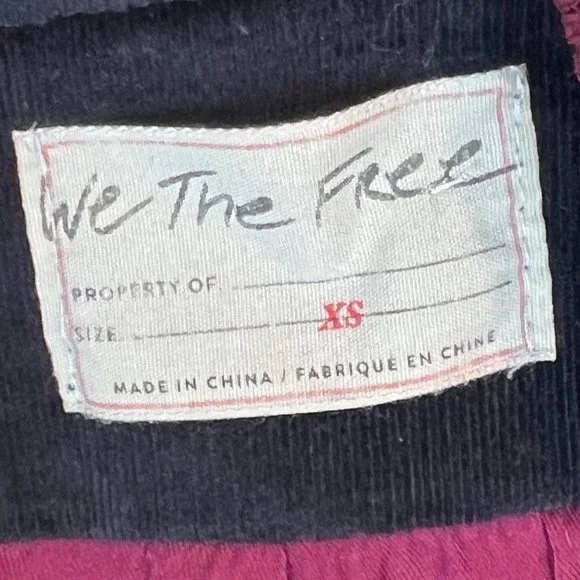 We The Free
PROPERTY OF
SIZE XS
MADE IN CHINA / FABRIQUE EN CHINE